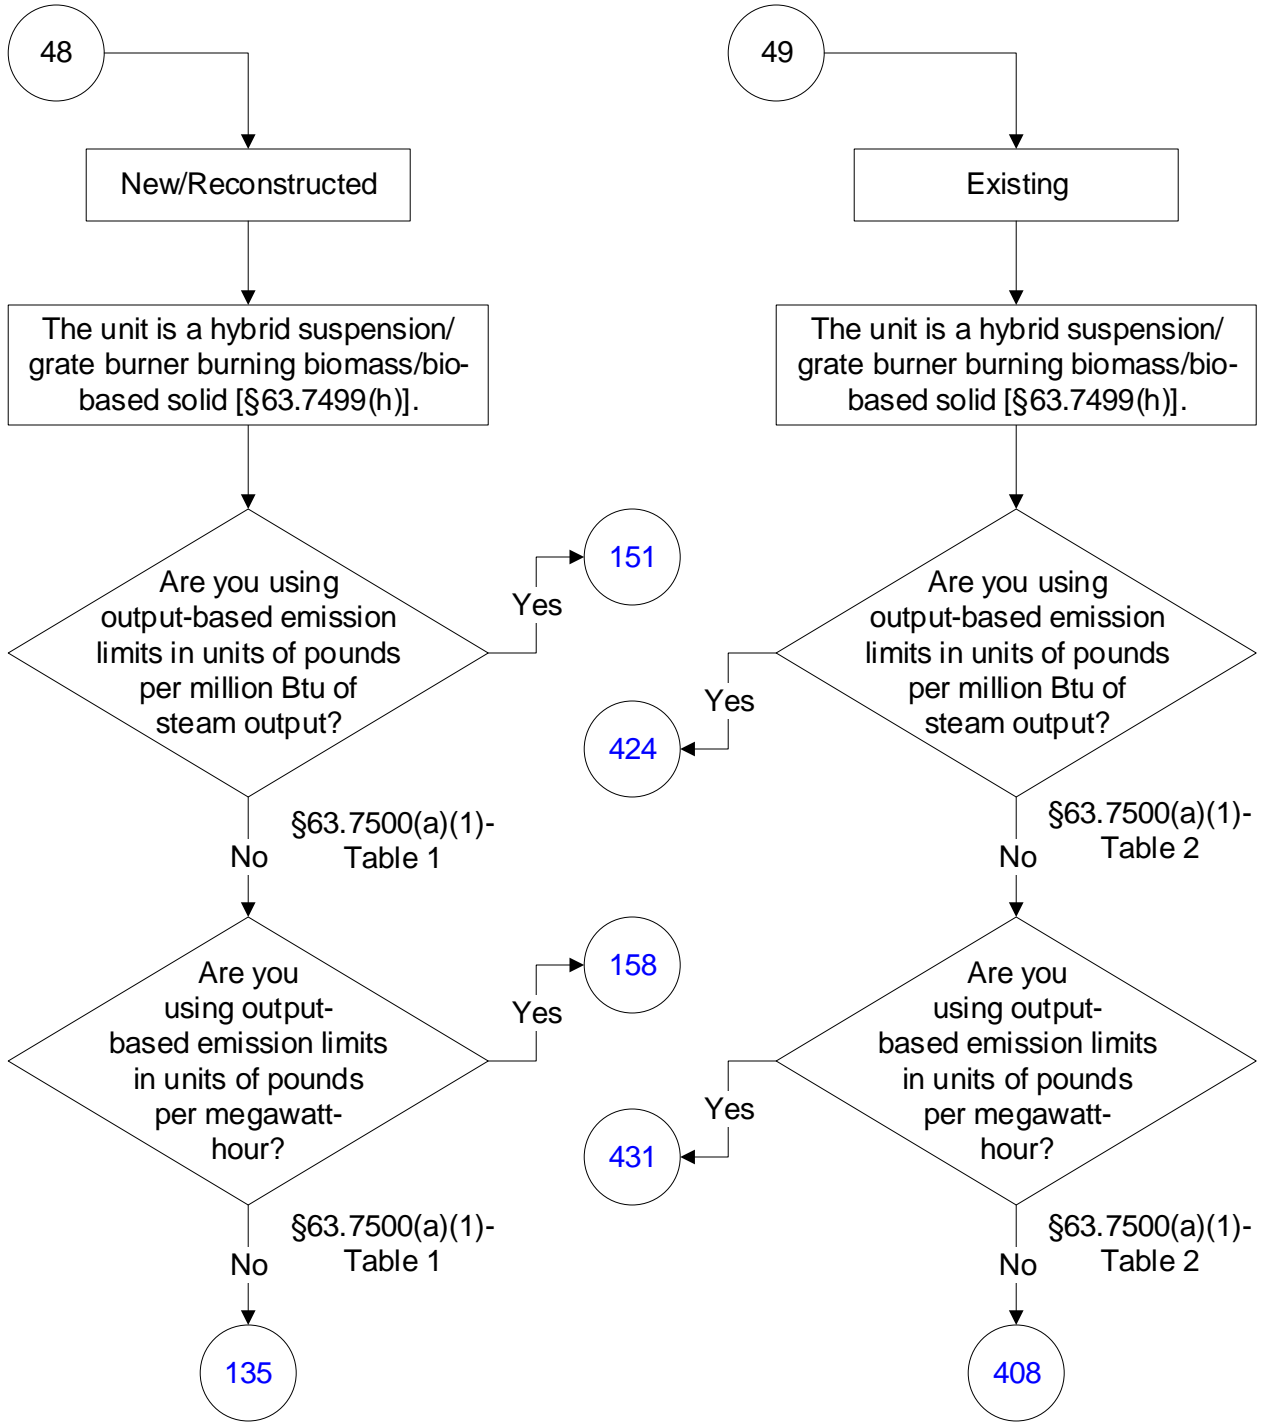 48
New/Reconstructed
The unit is a hybrid suspension/
grate burner burning biomass/bio-
based solid [§63.7499(h)].
Are you using
output-based emission
limits in units of pounds
per million Btu of
steam output?
Yes
151
§63.7500(a)(1)-
Table 1
No
Are you
using output-
based emission limits
in units of pounds
per megawatt-
hour?
Yes
158
§63.7500(a)(1)-
Table 1
No
135
49
Existing
The unit is a hybrid suspension/
grate burner burning biomass/bio-
based solid [§63.7499(h)].
Are you using
output-based emission
limits in units of pounds
per million Btu of
steam output?
Yes
424
§63.7500(a)(1)-
Table 2
No
Are you
using output-
based emission limits
in units of pounds
per megawatt-
hour?
Yes
431
§63.7500(a)(1)-
Table 2
No
408